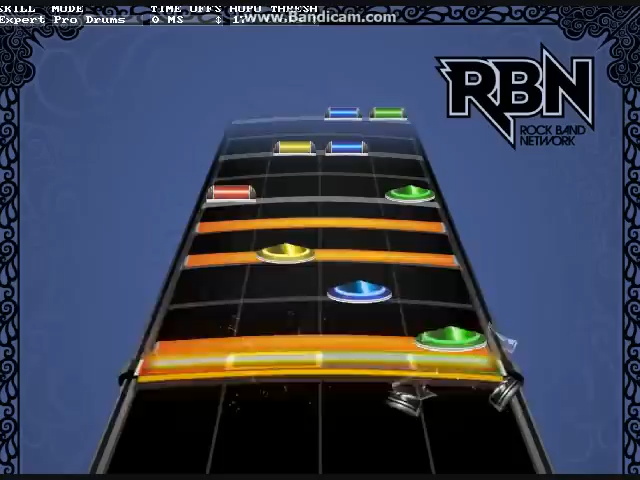 SKILL MODE TIME OFFS HOPO THRESH
www.Bandicam.com
Expert Pro Drums 0 MS
RBN
ROCK BAND
NETWORK